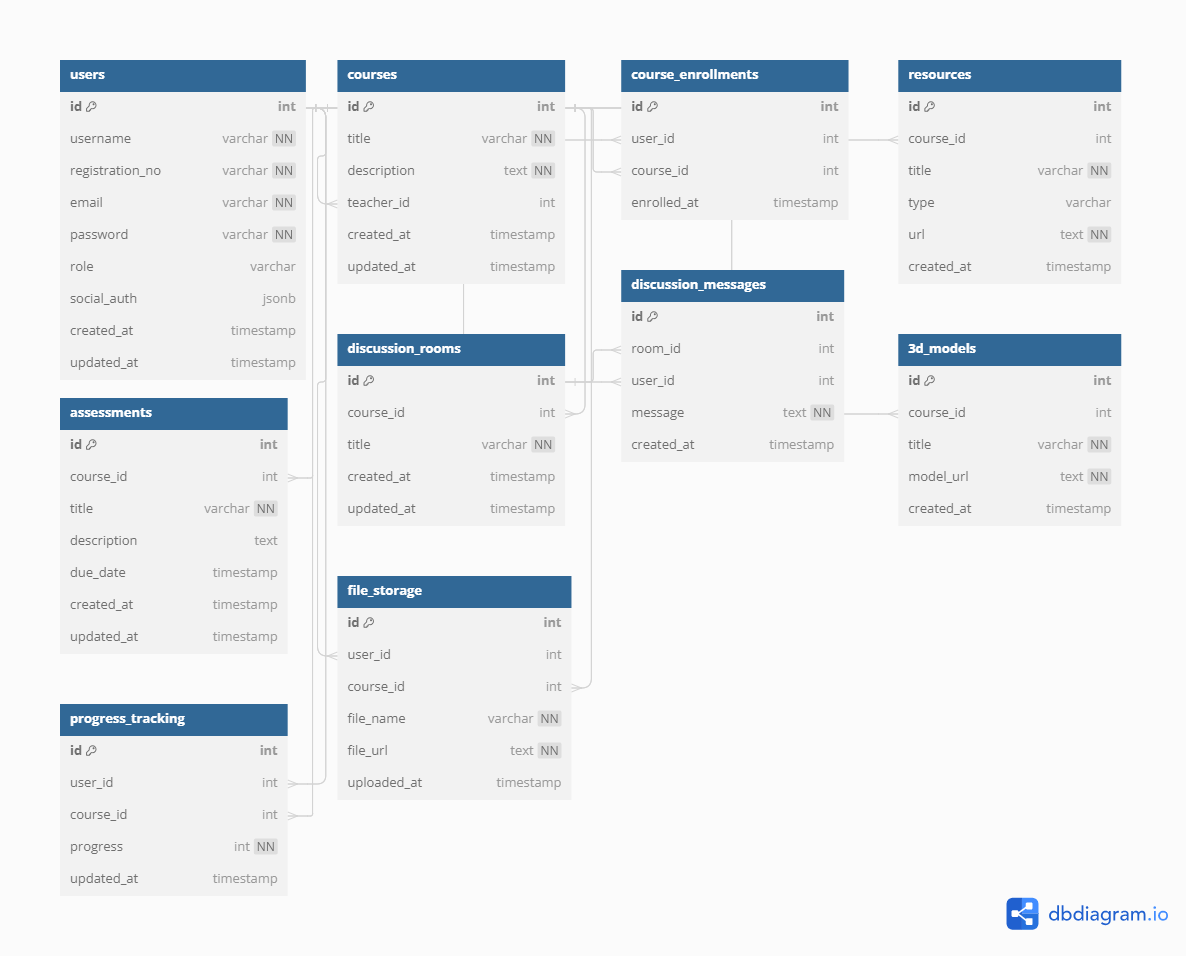 users
id int
username varchar NN
registration_no varchar NN
email varchar NN
password varchar NN
role varchar
social_auth jsonb
created_at timestamp
updated_at timestamp
courses
id int
title varchar NN
description text NN
teacher_id int
created_at timestamp
updated_at timestamp
course_enrollments
id int
user_id int
course_id int
enrolled_at timestamp
resources
id int
course_id int
title varchar NN
type varchar
url text NN
created_at timestamp
discussion_messages
id int
room_id int
user_id int
message text NN
created_at timestamp
discussion_rooms
id int
course_id int
title varchar NN
created_at timestamp
updated_at timestamp
3d_models
id int
course_id int
title varchar NN
model_url text NN
created_at timestamp
assessments
id int
course_id int
title varchar NN
description text
due_date timestamp
created_at timestamp
updated_at timestamp
file_storage
id int
user_id int
course_id int
file_name varchar NN
file_url text NN
uploaded_at timestamp
progress_tracking
id int
user_id int
course_id int
progress int NN
updated_at timestamp
dbdiagram.io